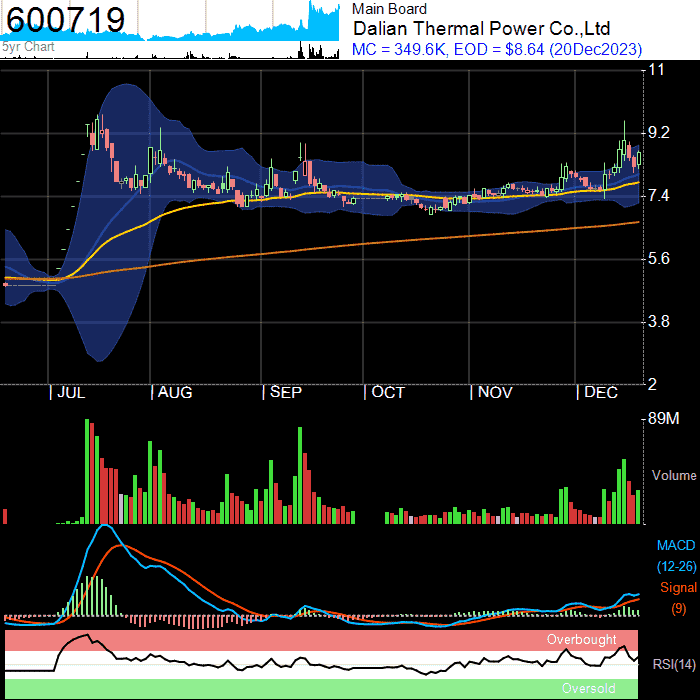 600719
5yr Chart
Main Board
Dalian Thermal Power Co.,Ltd
MC = 349.6K, EOD = $8.64 (20Dec2023)
11
9.2
7.4
5.6
3.8
2
JUL AUG SEP OCT NOV DEC
89M
Volume
MACD
(12-26)
Signal
(9)
Overbought
RSI(14)
Oversold